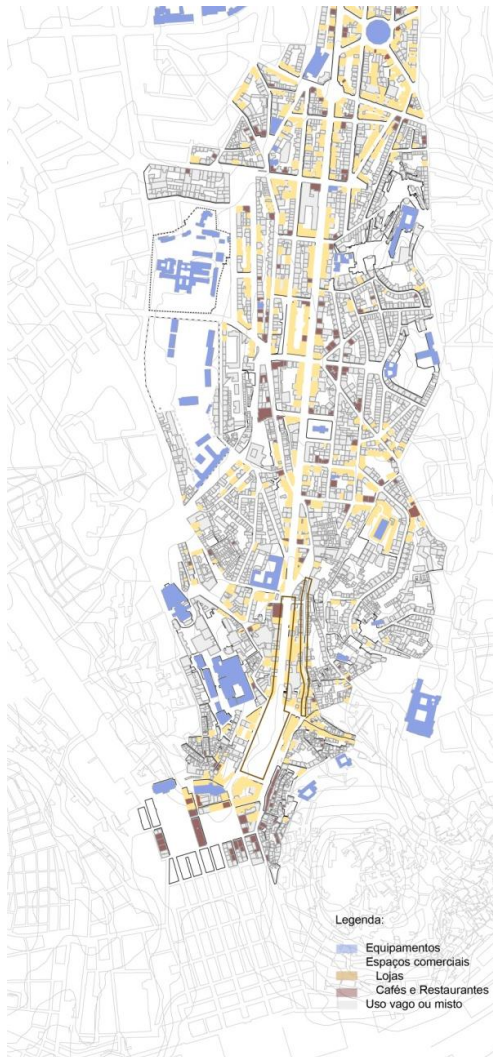 Legenda:
Equipamentos
Espaços comerciais
Lojas
Cafés e Restaurantes
Uso vago ou misto